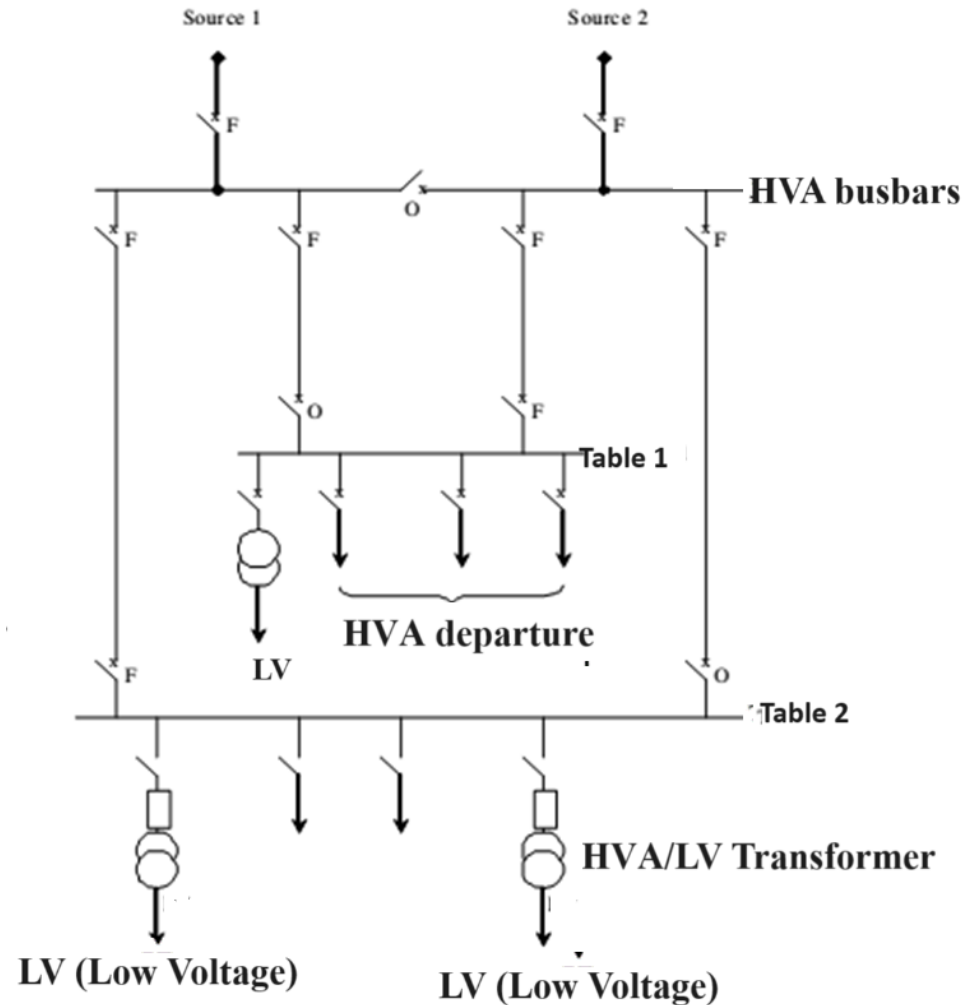 Source 1
Source 2
F
F
HVA busbars
O
F
F
F
F
O
F
Table 1
HVA departure
LV
F
O
Table 2
HVA/LV Transformer
LV (Low Voltage)
LV (Low Voltage)